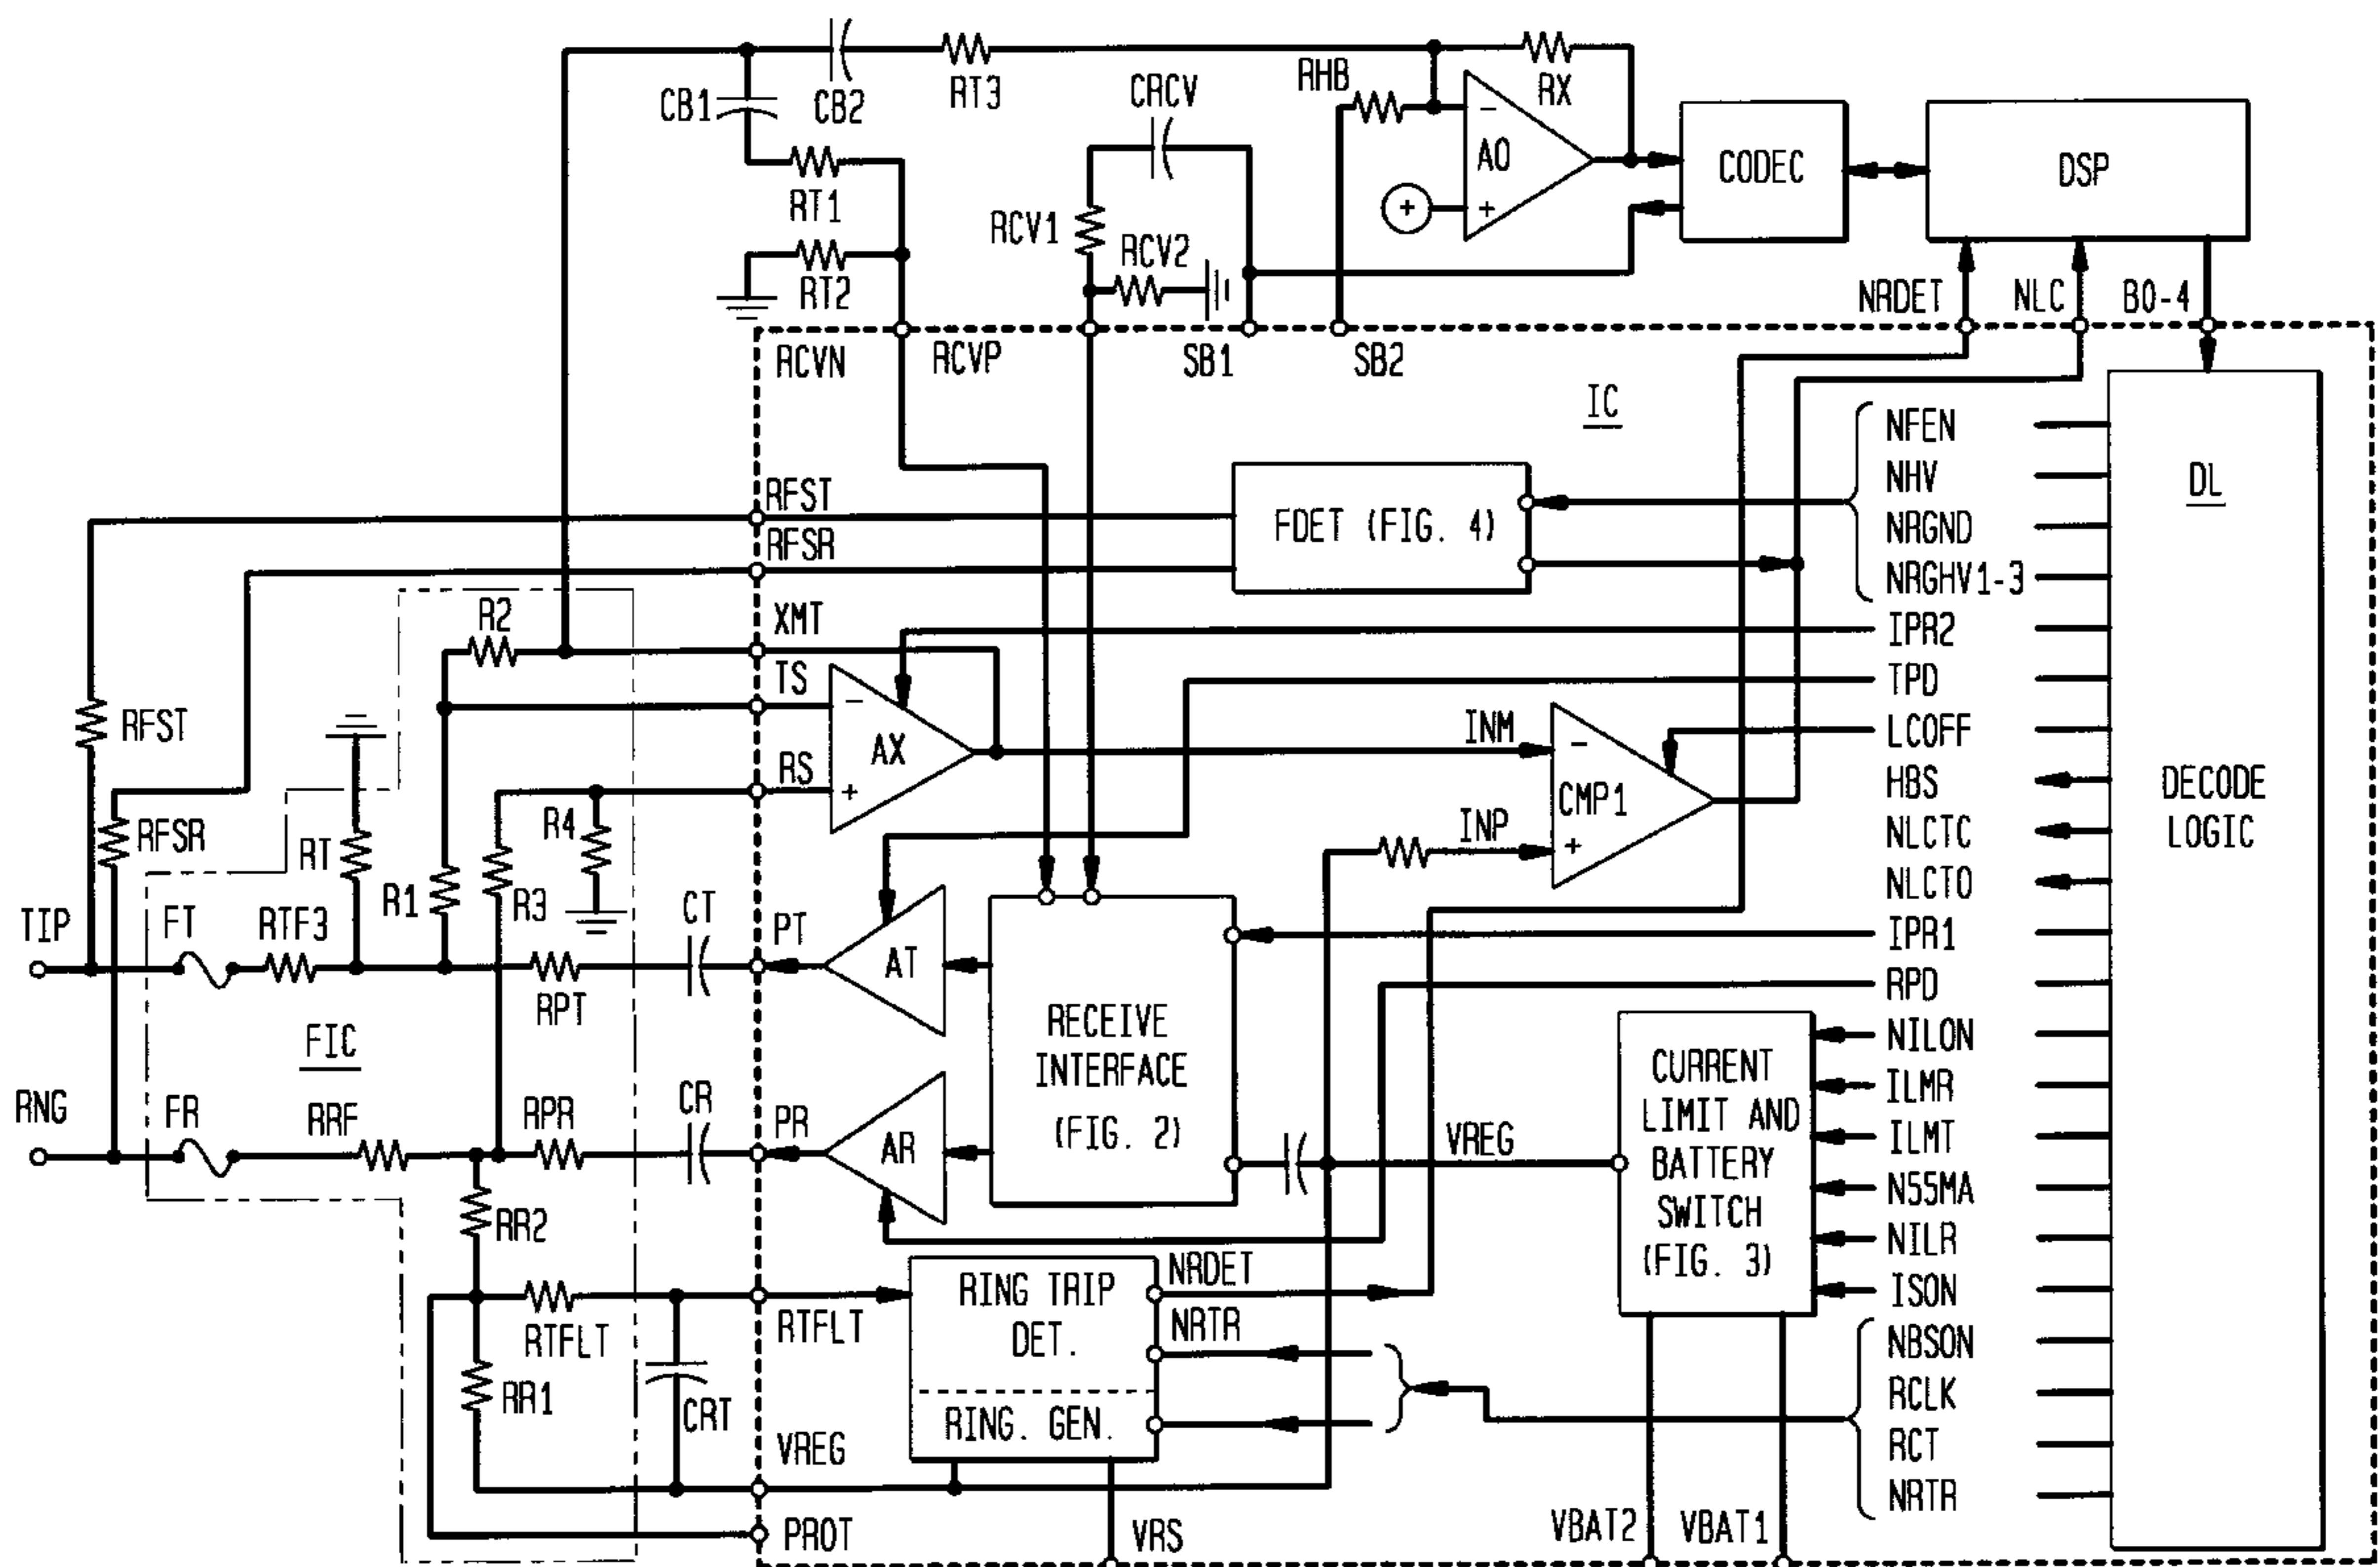 CB1
CB2
RT3
RHB
CRCV
RX
−
AO
+
+
CODEC
DSP
RT1
RCV1
RCV2
RT2
NRDET
NLC
B0-4
RCVN
RCVP
SB1
SB2
IC
NFEN
NHV
NRGND
NRGHV1-3
DL
DECODE
LOGIC
RFST
RFSR
FDET (FIG. 4)
IPR2
TPD
LCOFF
HBS
NLCTC
NLCTO
IPR1
RPD
NILON
ILMR
ILMT
N55MA
NILR
ISON
NBSON
RCLK
RCT
NRTR
R2
XMT
TS
−
AX
RS
+
INM
−
CMP1
INP
+
RFST
RFSR
RT
R1
R3
R4
TIP
FT
RTF3
RPT
CT
PT
AT
RECEIVE
INTERFACE
(FIG. 2)
FIC
RNG
FR
RRF
RPR
CR
PR
AR
VREG
CURRENT
LIMIT AND
BATTERY
SWITCH
(FIG. 3)
RR2
RTFLT
RTFLT
RING TRIP
DET.
NRDET
NRTR
RING. GEN.
RR1
CRT
VREG
PROT
VRS
VBAT2
VBAT1